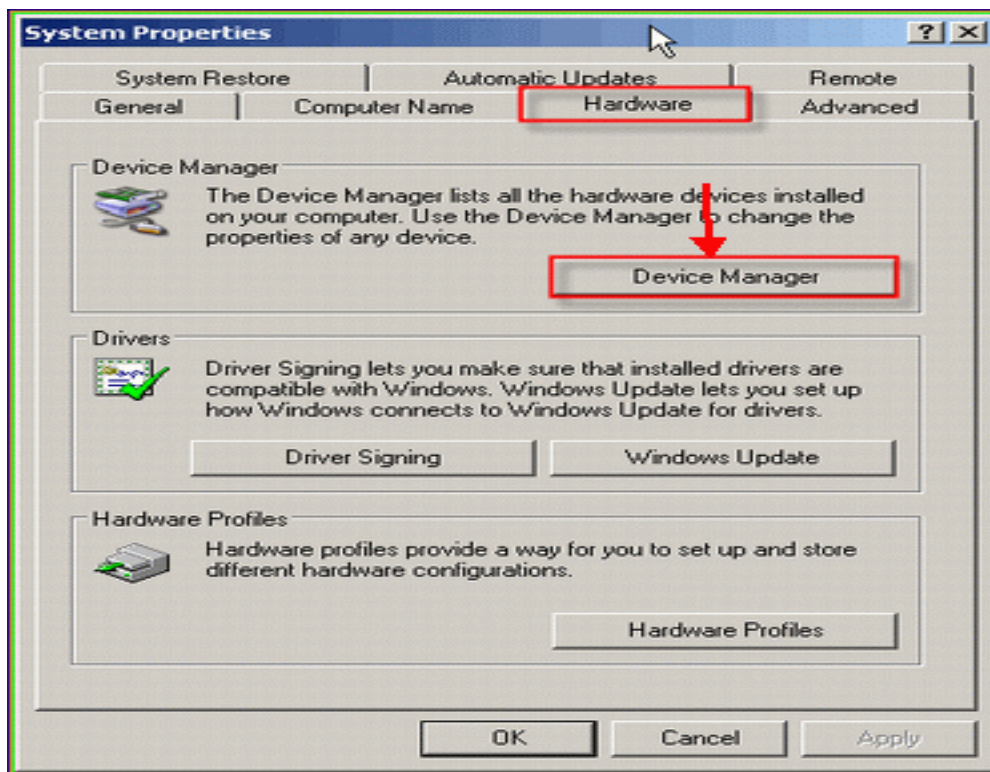 System Properties
System Restore Automatic Updates Remote
General Computer Name Hardware Advanced
Device Manager
The Device Manager lists all the hardware devices installed
on your computer. Use the Device Manager to change the
properties of any device.
Device Manager
Drivers
Driver Signing lets you make sure that installed drivers are
compatible with Windows. Windows Update lets you set up
how Windows connects to Windows Update for drivers.
Driver Signing Windows Update
Hardware Profiles
Hardware profiles provide a way for you to set up and store
different hardware configurations.
Hardware Profiles
OK Cancel Apply